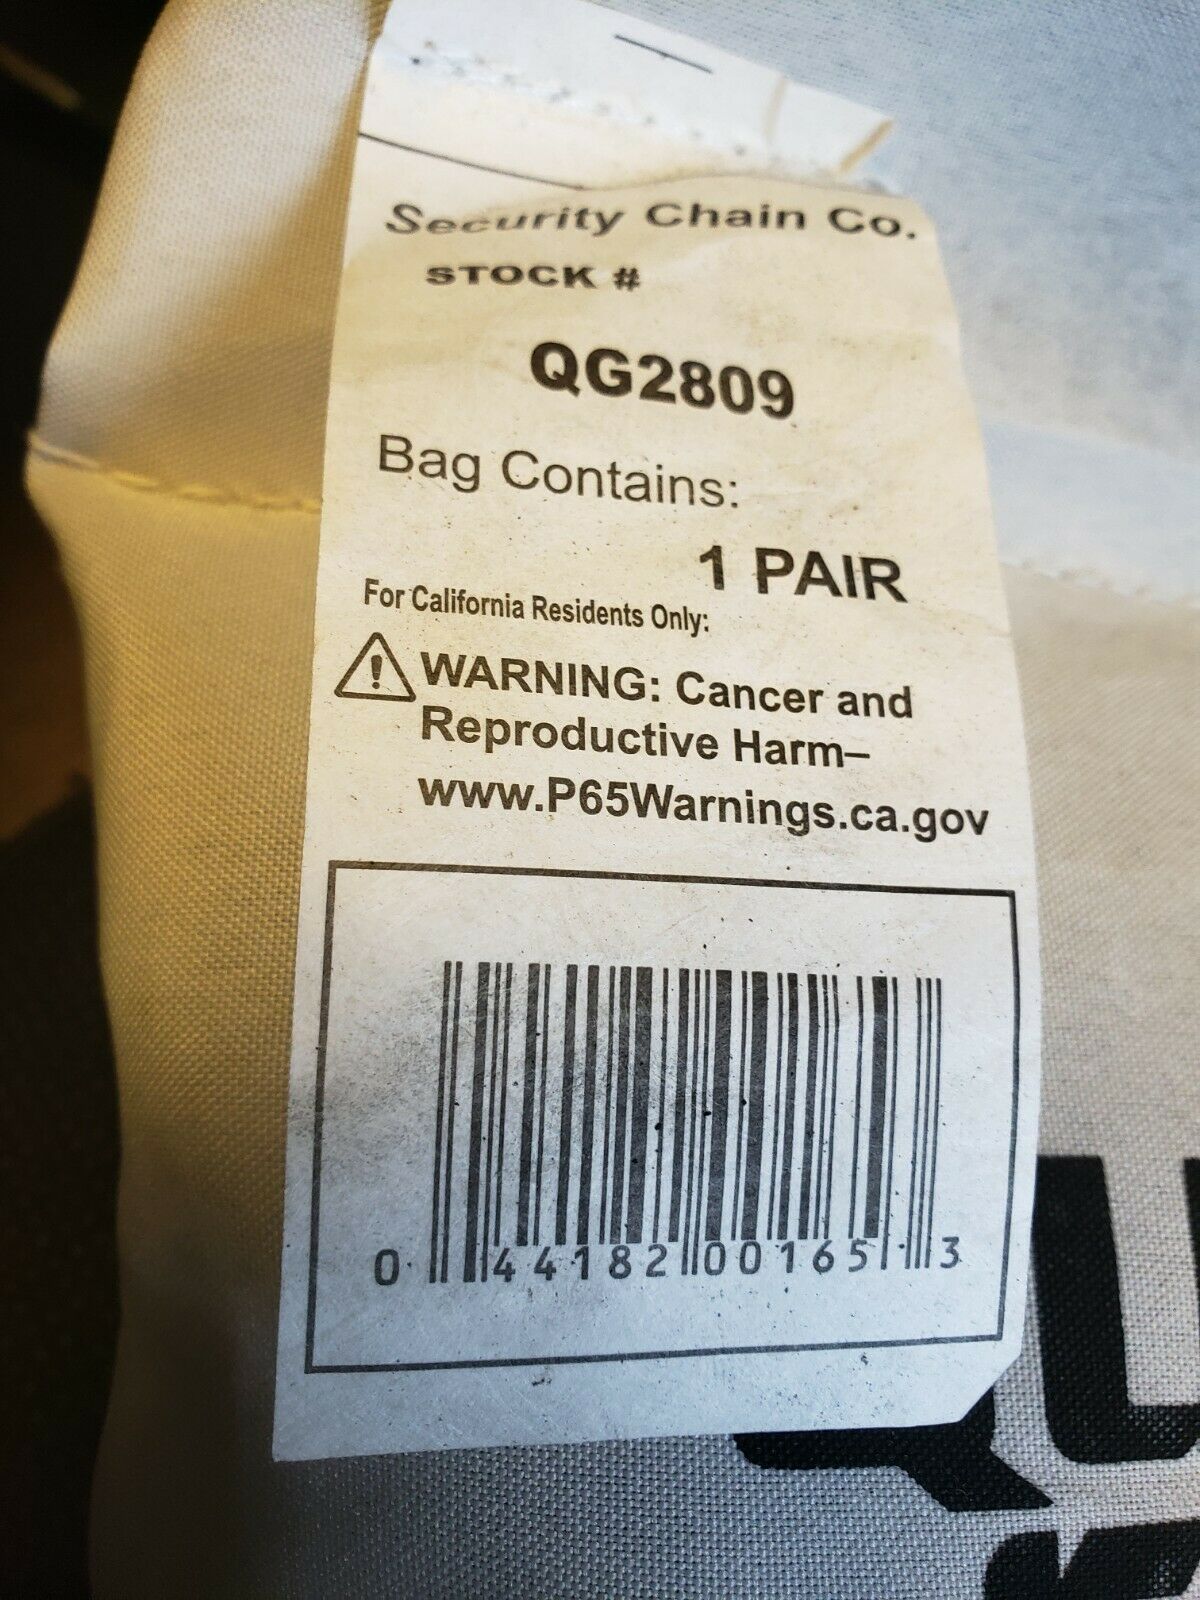 Security Chain Co.
STOCK #
QG2809
Bag Contains:
1 PAIR
For California Residents Only:
WARNING: Cancer and
Reproductive Harm–
www.P65Warnings.ca.gov
0 44182 00165 3
QU